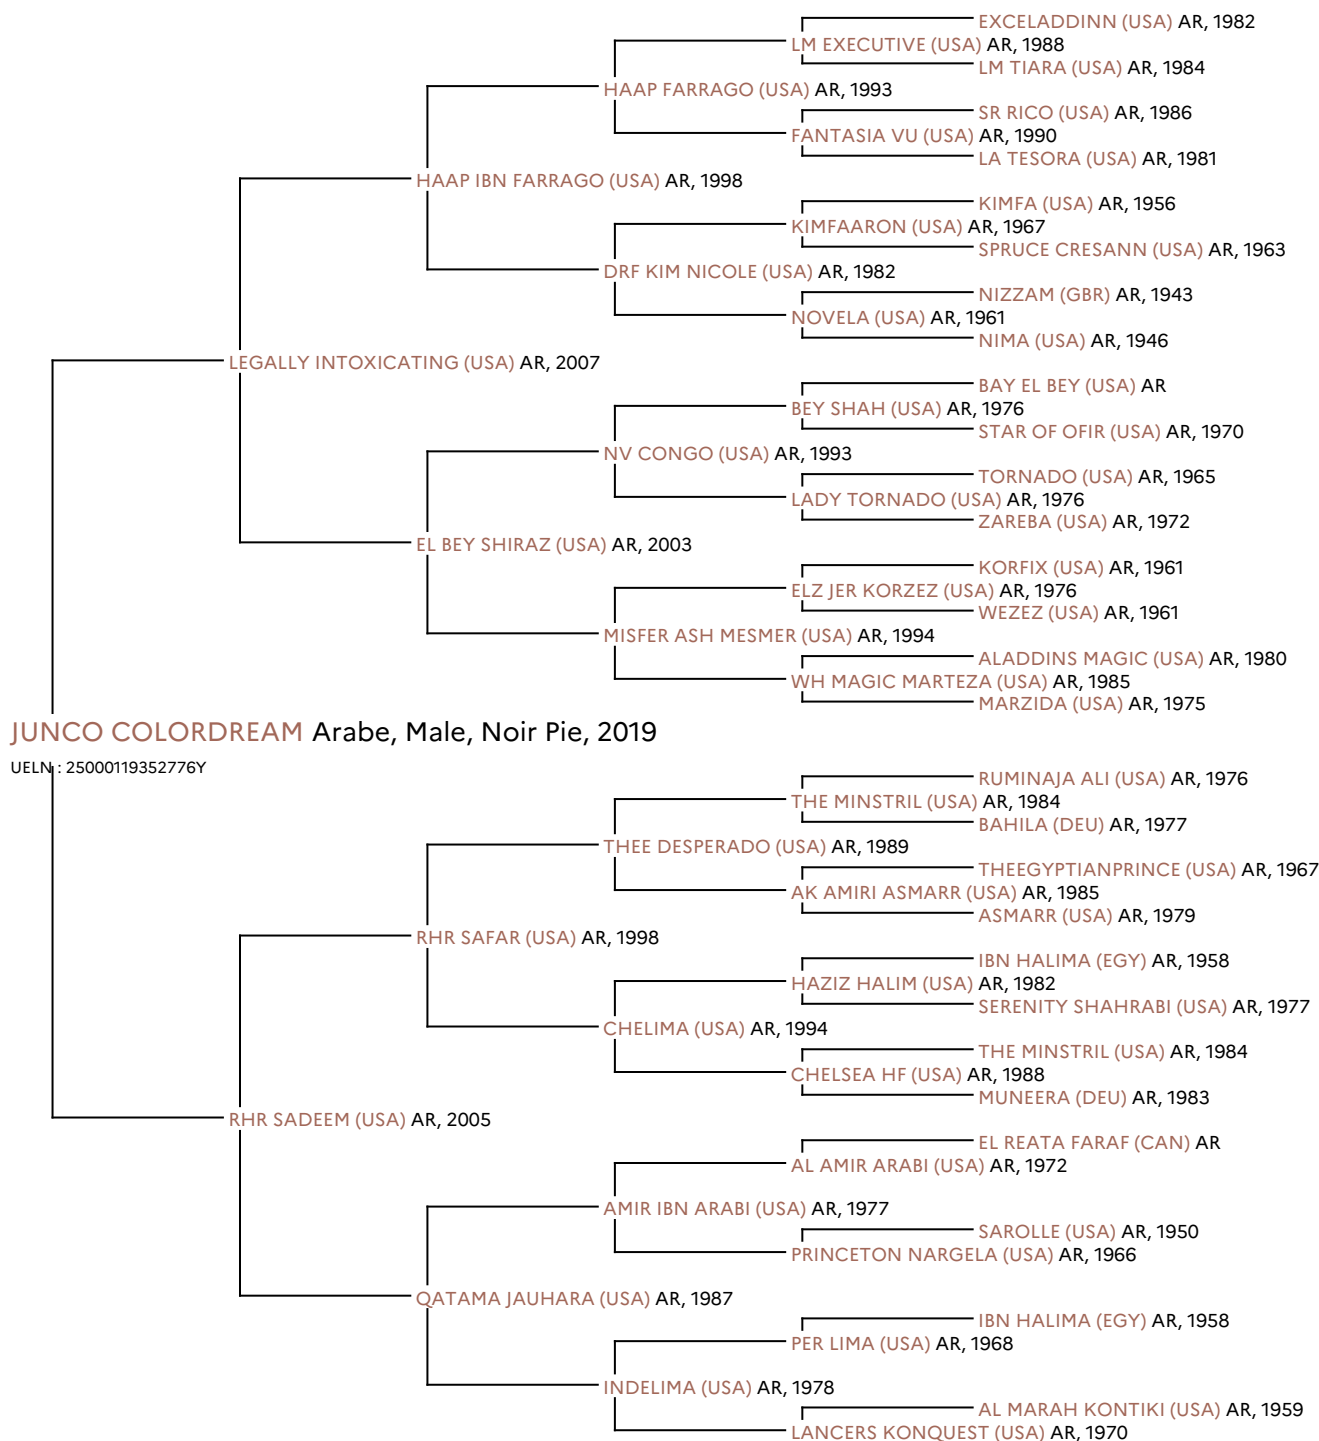 EXCELADDINN (USA) AR, 1982
LM EXECUTIVE (USA) AR, 1988
LM TIARA (USA) AR, 1984
HAAP FARRAGO (USA) AR, 1993
SR RICO (USA) AR, 1986
FANTASIA VU (USA) AR, 1990
LA TESORA (USA) AR, 1981
HAAP IBN FARRAGO (USA) AR, 1998
KIMFA (USA) AR, 1956
KIMFAARON (USA) AR, 1967
SPRUCE CRESANN (USA) AR, 1963
DRF KIM NICOLE (USA) AR, 1982
NIZZAM (GBR) AR, 1943
NOVELA (USA) AR, 1961
NIMA (USA) AR, 1946
LEGALLY INTOXICATING (USA) AR, 2007
BAY EL BEY (USA) AR
BEY SHAH (USA) AR, 1976
STAR OF OFIR (USA) AR, 1970
NV CONGO (USA) AR, 1993
TORNADO (USA) AR, 1965
LADY TORNADO (USA) AR, 1976
ZAREBA (USA) AR, 1972
EL BEY SHIRAZ (USA) AR, 2003
KORFIX (USA) AR, 1961
ELZ JER KORZEZ (USA) AR, 1976
WEZEZ (USA) AR, 1961
MISFER ASH MESMER (USA) AR, 1994
ALADDINS MAGIC (USA) AR, 1980
WH MAGIC MARTEZA (USA) AR, 1985
MARZIDA (USA) AR, 1975
JUNCO COLORDREAM Arabe, Male, Noir Pie, 2019
UELN : 25000119352776Y
RUMINAJA ALI (USA) AR, 1976
THE MINSTRIL (USA) AR, 1984
BAHILA (DEU) AR, 1977
THEE DESPERADO (USA) AR, 1989
THEEGYPTIANPRINCE (USA) AR, 1967
AK AMIRI ASMARR (USA) AR, 1985
ASMARR (USA) AR, 1979
RHR SAFAR (USA) AR, 1998
IBN HALIMA (EGY) AR, 1958
HAZIZ HALIM (USA) AR, 1982
SERENITY SHAHRABI (USA) AR, 1977
CHELIMA (USA) AR, 1994
THE MINSTRIL (USA) AR, 1984
CHELSEA HF (USA) AR, 1988
MUNEERA (DEU) AR, 1983
RHR SADEEM (USA) AR, 2005
EL REATA FARAF (CAN) AR
AL AMIR ARABI (USA) AR, 1972
AMIR IBN ARABI (USA) AR, 1977
SAROLLE (USA) AR, 1950
PRINCETON NARGELA (USA) AR, 1966
QATAMA JAUHARA (USA) AR, 1987
IBN HALIMA (EGY) AR, 1958
PER LIMA (USA) AR, 1968
INDELIMA (USA) AR, 1978
AL MARAH KONTIKI (USA) AR, 1959
LANCERS KONQUEST (USA) AR, 1970